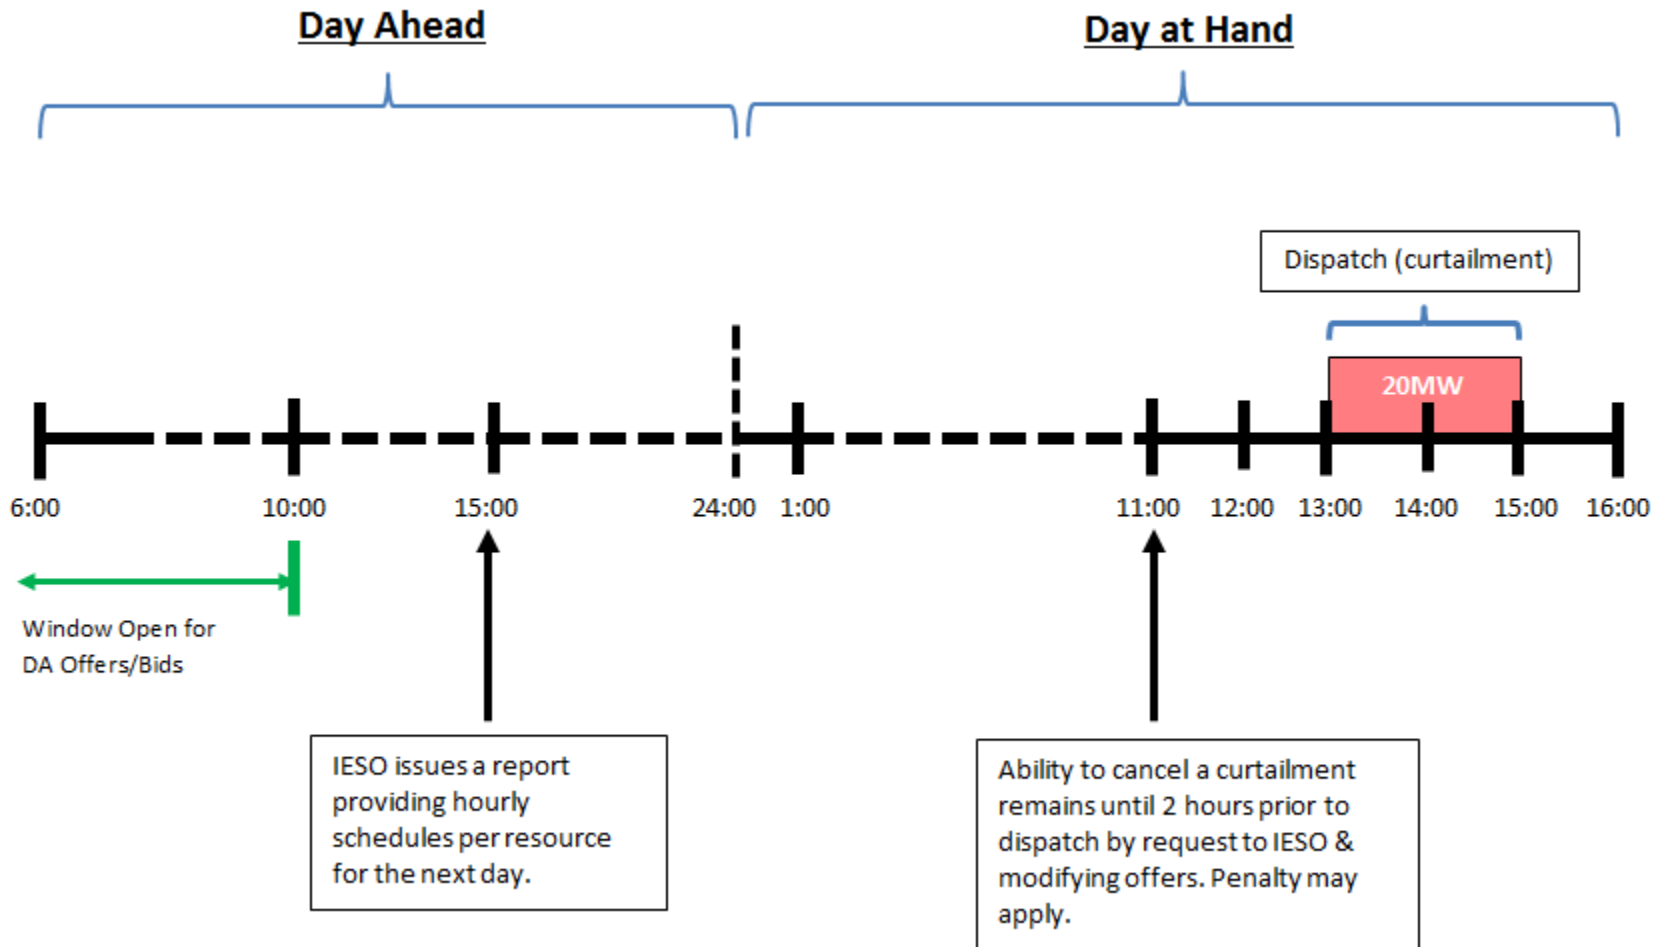 Day Ahead
Day at Hand
Dispatch (curtailment)
20MW
6:00
10:00
15:00
24:00
1:00
11:00
12:00
13:00
14:00
15:00
16:00
Window Open for
DA Offers/Bids
IESO issues a report
providing hourly
schedules per resource
for the next day.
Ability to cancel a curtailment
remains until 2 hours prior to
dispatch by request to IESO &
modifying offers. Penalty may
apply.